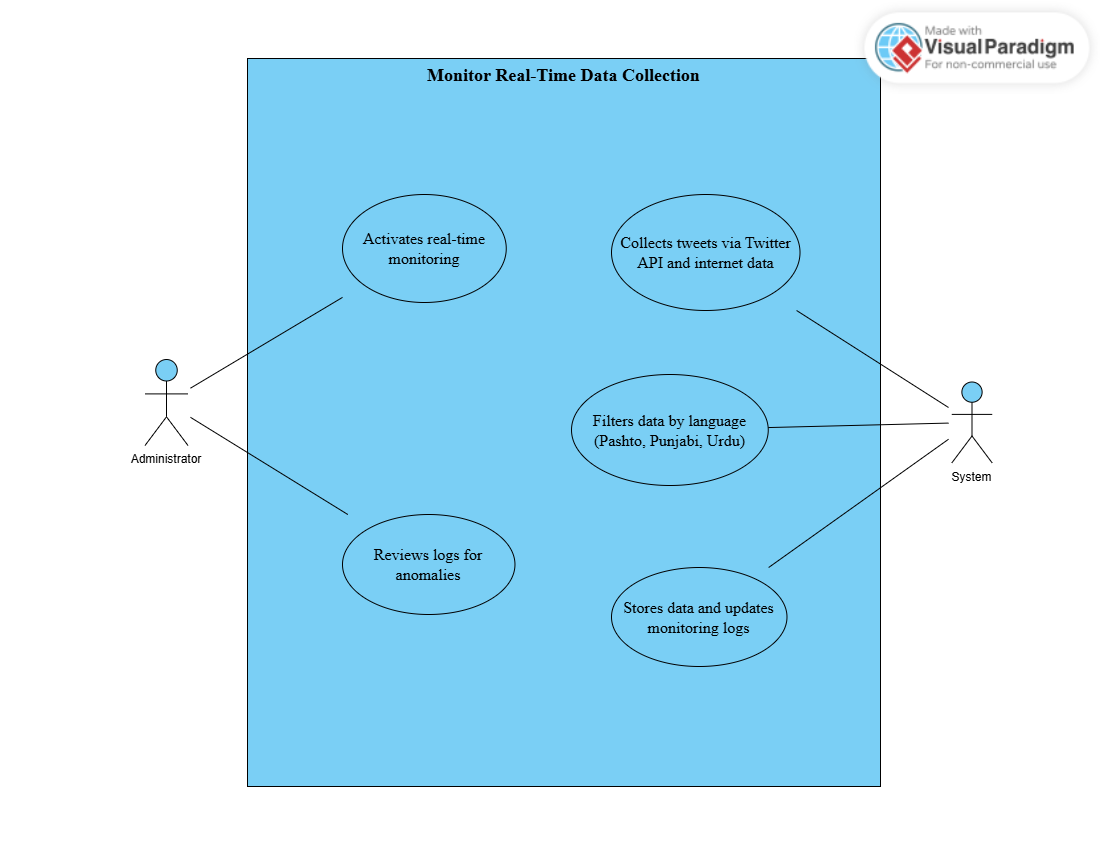 Made with
Visual Paradigm
For non-commercial use
Monitor Real-Time Data Collection
Activates real-time
monitoring
Collects tweets via Twitter
API and internet data
Filters data by language
(Pashto, Punjabi, Urdu)
Administrator
System
Reviews logs for
anomalies
Stores data and updates
monitoring logs